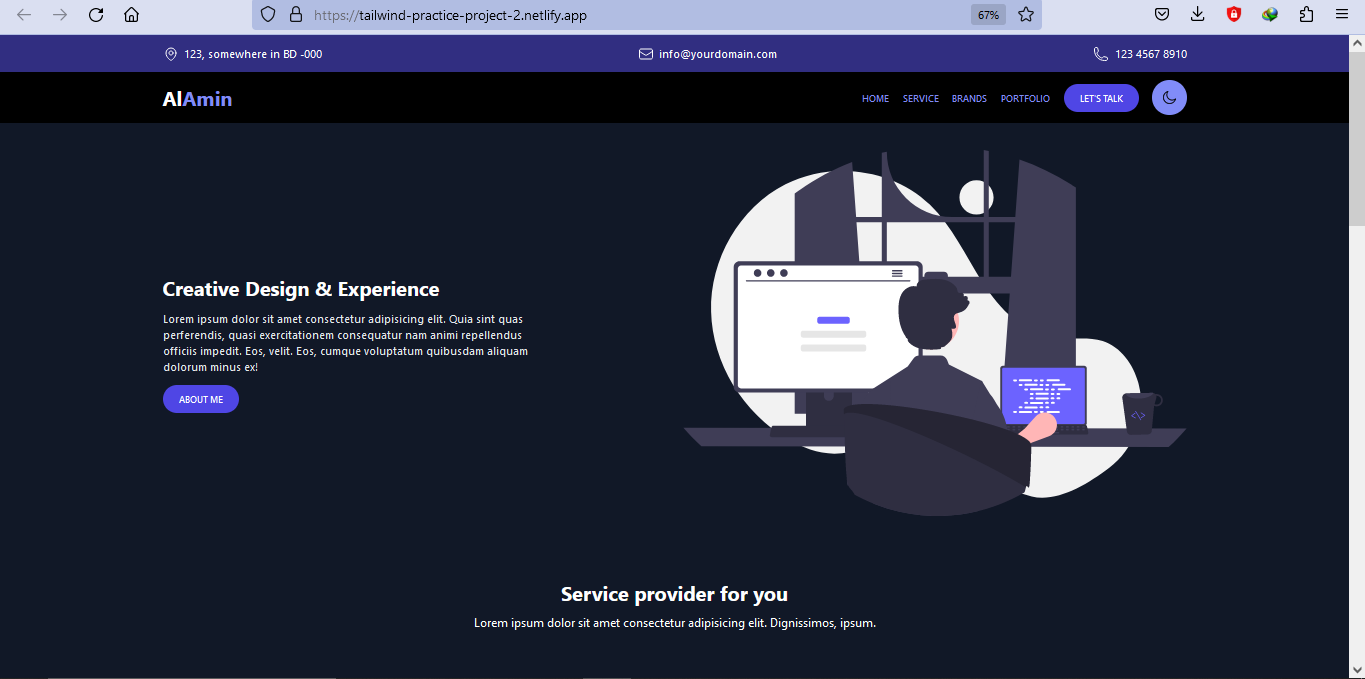 https://tailwind-practice-project-2.netlify.app 67%
123, somewhere in BD -000 info@yourdomain.com 123 4567 8910
AlAmin HOME SERVICE BRANDS PORTFOLIO LET'S TALK
Creative Design & Experience
Lorem ipsum dolor sit amet consectetur adipisicing elit. Quia sint quas
perferendis, quasi exercitationem consequatur nam animi repellendus
officiis impedit. Eos, velit. Eos, cumque voluptatum quibusdam aliquam
dolorum minus ex!
ABOUT ME
</>
Service provider for you
Lorem ipsum dolor sit amet consectetur adipisicing elit. Dignissimos, ipsum.